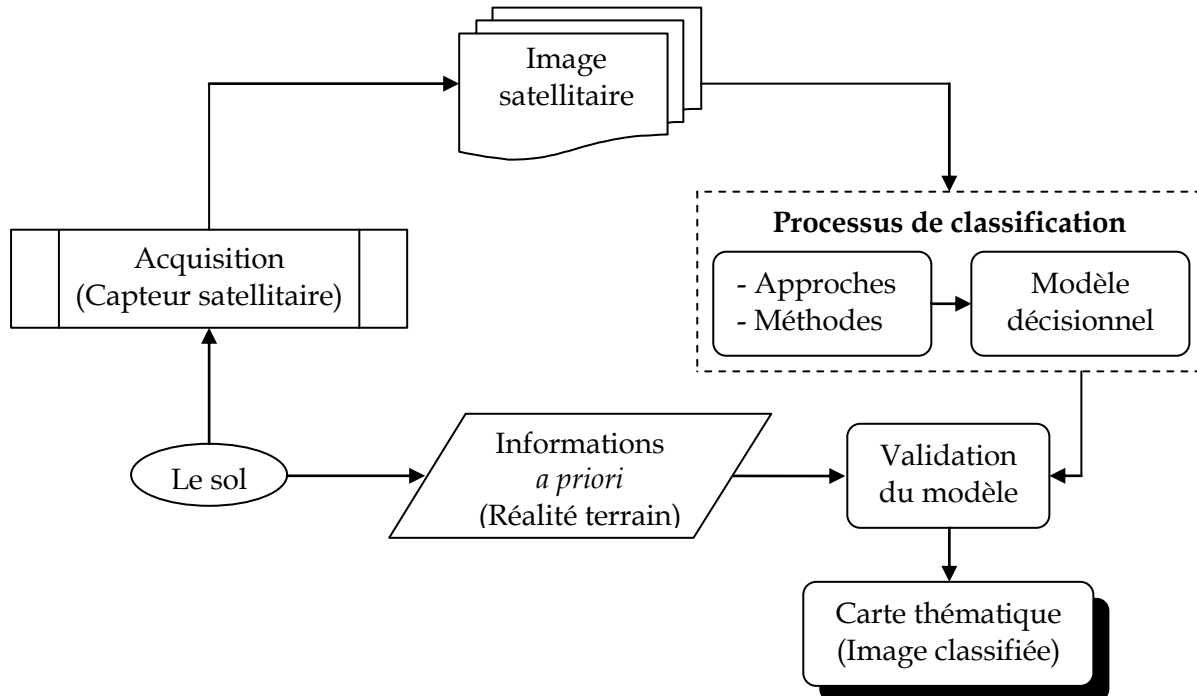 Image
satellitaire
Processus de classification
Acquisition
(Capteur satellitaire)
- Approches
- Méthodes
Modèle
décisionnel
Le sol
Informations
a priori
(Réalité terrain)
Validation
du modèle
Carte thématique
(Image classifiée)